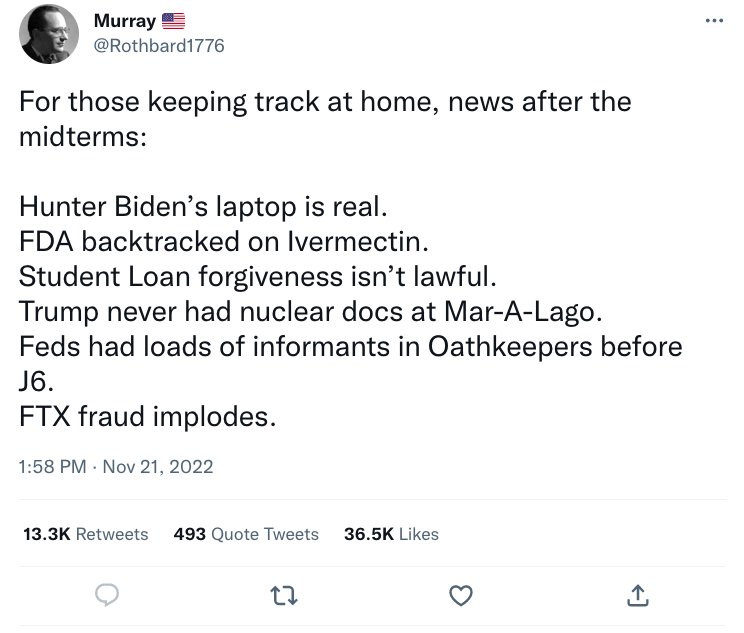 Murray 🇺🇸
@Rothbard1776
For those keeping track at home, news after the
midterms:
Hunter Biden’s laptop is real.
FDA backtracked on Ivermectin.
Student Loan forgiveness isn’t lawful.
Trump never had nuclear docs at Mar-A-Lago.
Feds had loads of informants in Oathkeepers before
J6.
FTX fraud implodes.
1:58 PM · Nov 21, 2022
13.3K Retweets 493 Quote Tweets 36.5K Likes